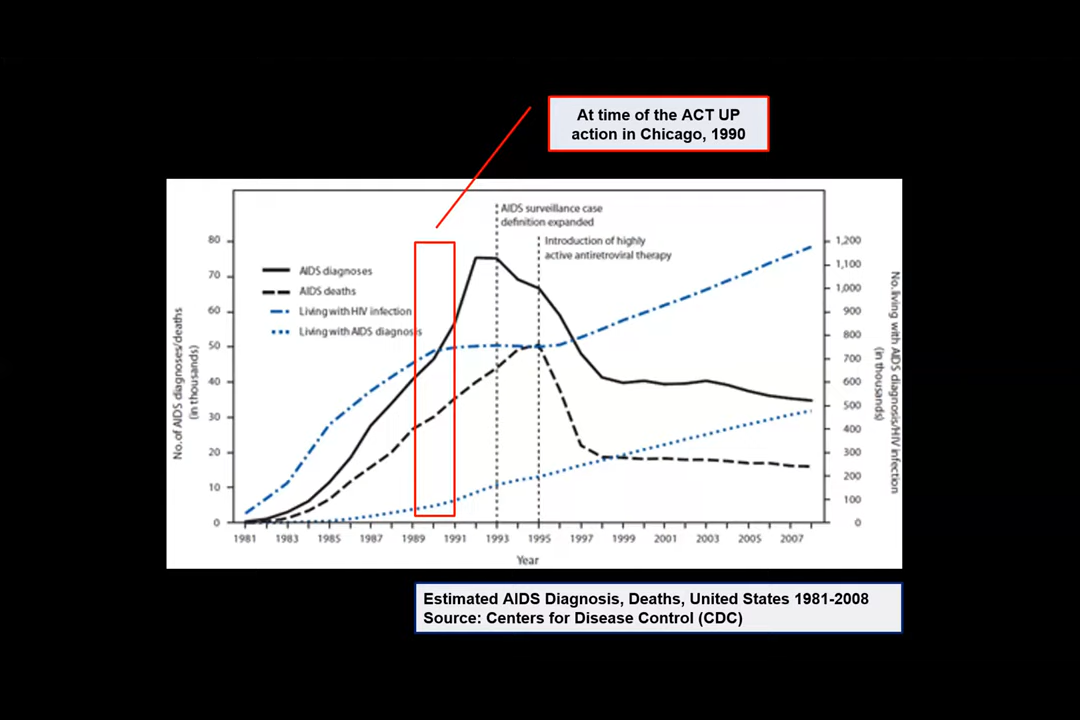 At time of the ACT UP
action in Chicago, 1990
AIDS surveillance case
definition expanded
Introduction of highly
active antiretroviral therapy
AIDS diagnoses
AIDS deaths
Living with HIV infection
Living with AIDS diagnosis
No. of AIDS diagnoses/deaths
(in thousands)
80
70
60
50
40
30
20
10
0
1,200
1,100
1,000
900
800
700
600
500
400
300
200
100
0
No. living with AIDS diagnosis/HIV infection
(in thousands)
1981 1983 1985 1987 1989 1991 1993 1995 1997 1999 2001 2003 2005 2007
Year
Estimated AIDS Diagnosis, Deaths, United States 1981-2008
Source: Centers for Disease Control (CDC)